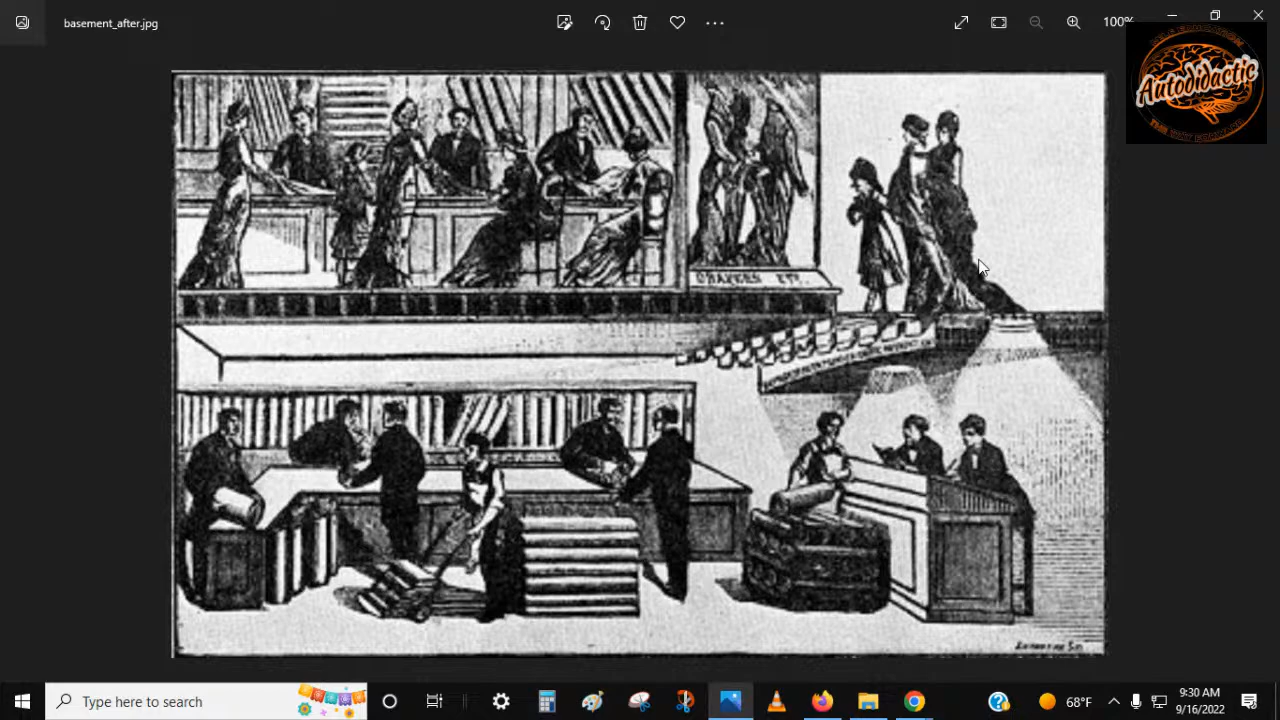 basement_after.jpg
100%
Autodidactic
Type here to search
68°F
9:30 AM
9/16/2022